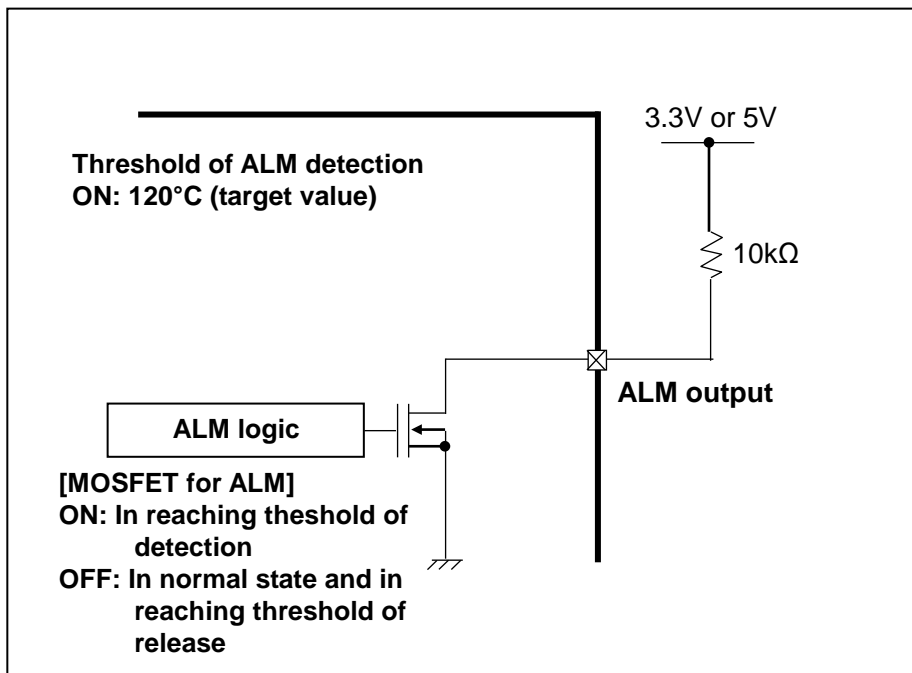 3.3V or 5V
Threshold of ALM detection
ON: 120°C (target value)
10kΩ
ALM output
ALM logic
[MOSFET for ALM]
ON: In reaching theshold of
detection
OFF: In normal state and in
reaching threshold of
release